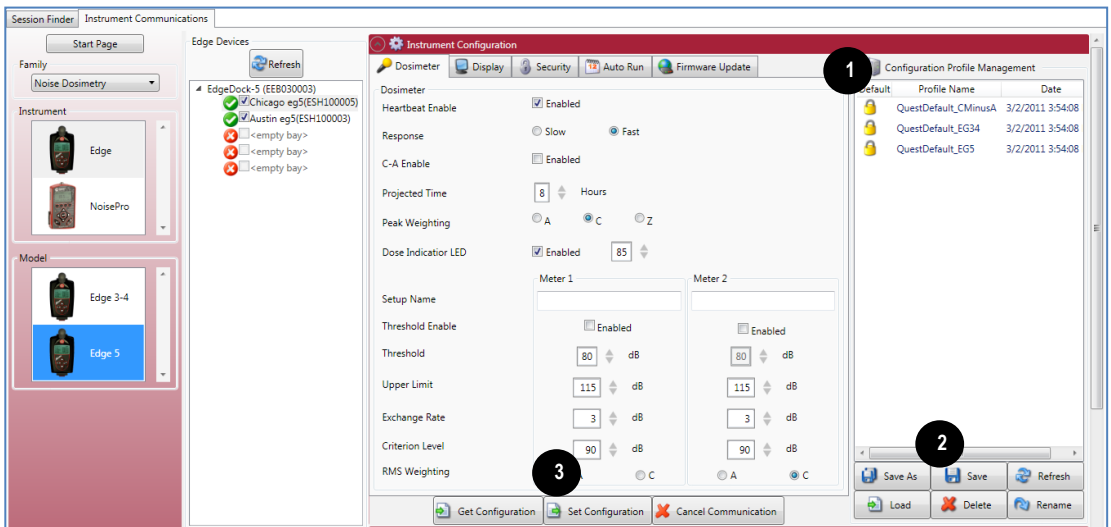 Session Finder Instrument Communications
Start Page
Family
Noise Dosimetry
Instrument
Edge
NoisePro
Model
Edge 3-4
Edge 5
Edge Devices
Refresh
EdgeDock-5 (EEB030003)
Chicago eg5(ESH100005)
Austin eg5(ESH100003)
<empty bay>
<empty bay>
<empty bay>
Instrument Configuration
Dosimeter Display Security Auto Run Firmware Update
Dosimeter
Heartbeat Enable Enabled
Response Slow Fast
C-A Enable Enabled
Projected Time 8 Hours
Peak Weighting A C Z
Dose Indicatior LED Enabled 85
Meter 1 Meter 2
Setup Name
Threshold Enable Enabled Enabled
Threshold 80 dB 80 dB
Upper Limit 115 dB 115 dB
Exchange Rate 3 dB 3 dB
Criterion Level 90 dB 90 dB
RMS Weighting C A C
3
Get Configuration Set Configuration Cancel Communication
1
Configuration Profile Management
Default Profile Name Date
QuestDefault_CMinusA 3/2/2011 3:54:08
QuestDefault_EG34 3/2/2011 3:54:08
QuestDefault_EG5 3/2/2011 3:54:08
2
Save As Save Refresh
Load Delete Rename